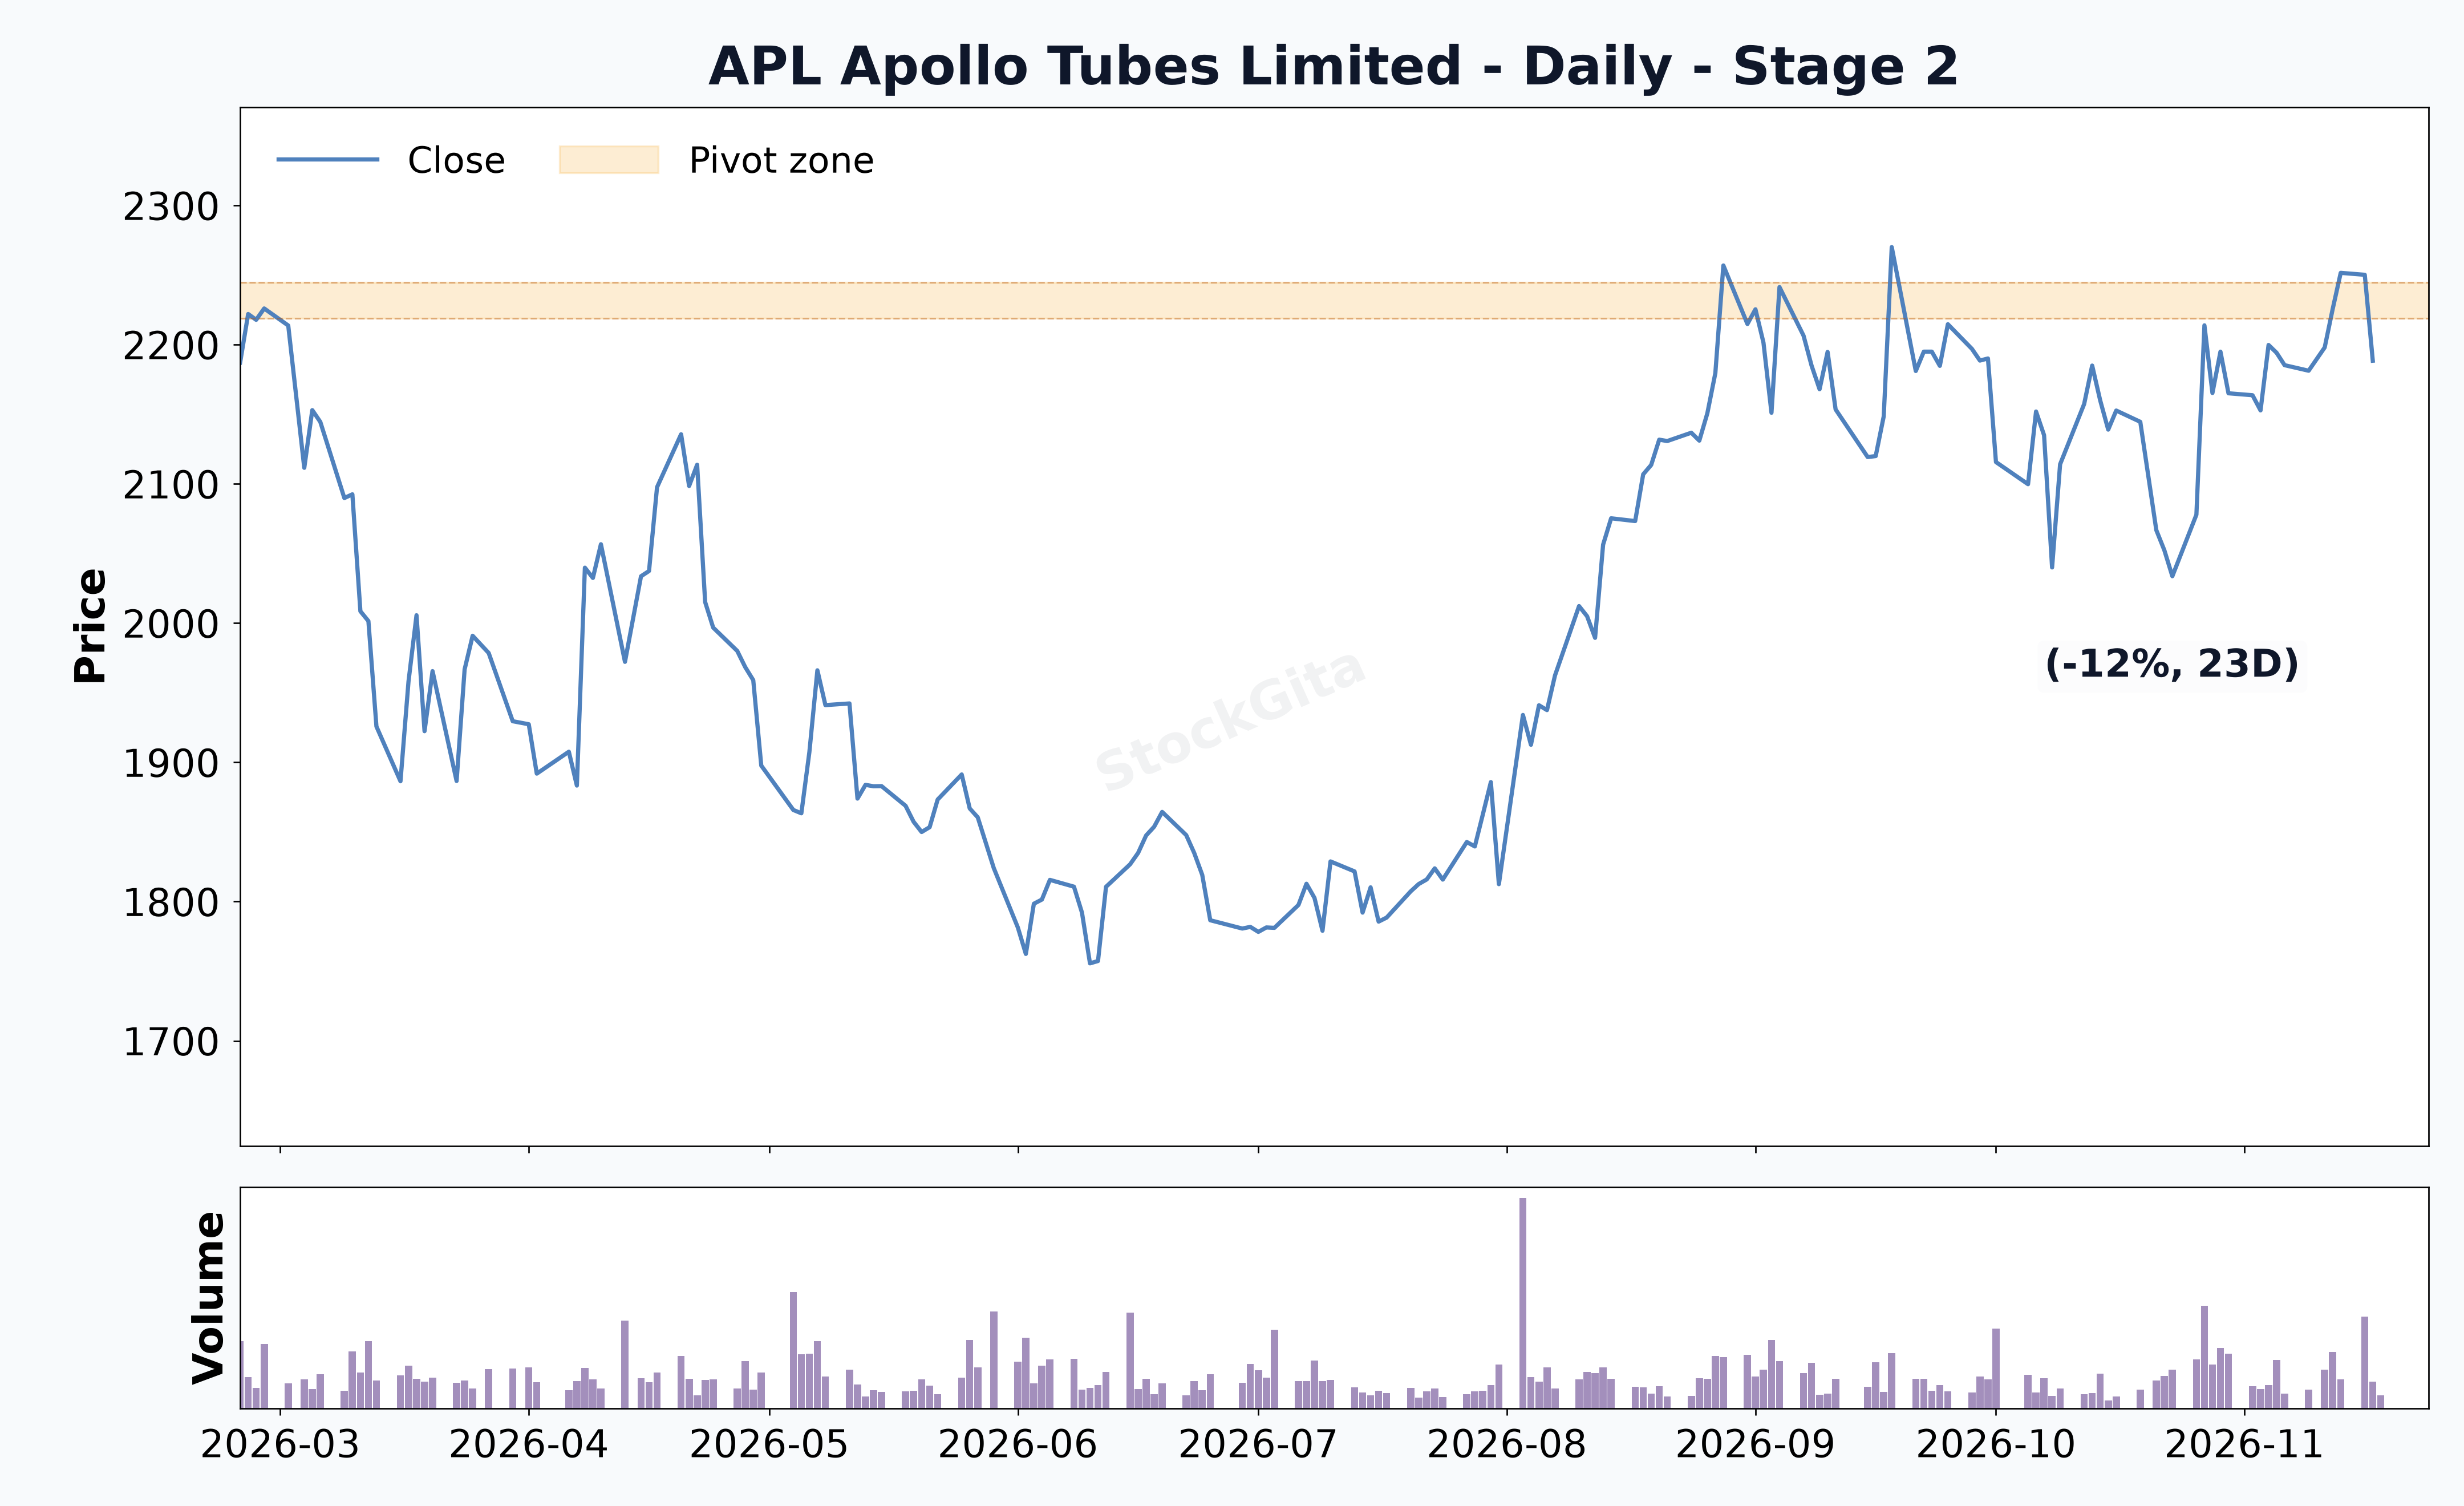 APL Apollo Tubes Limited - Daily - Stage 2
Close
Pivot zone
2300
2200
2100
2000
1900
1800
1700
Price
StockGita
(-12%, 23D)
Volume
2026-03
2026-04
2026-05
2026-06
2026-07
2026-08
2026-09
2026-10
2026-11